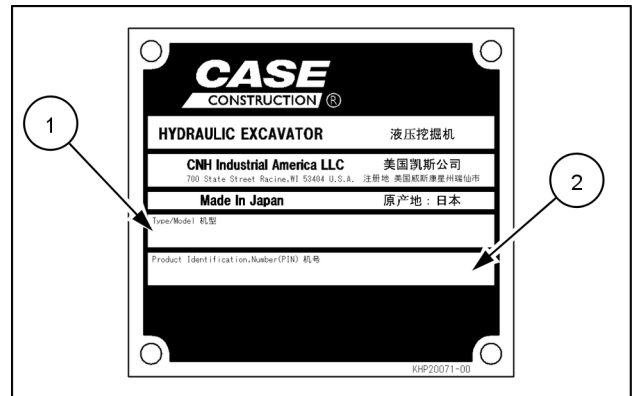 CASE
CONSTRUCTION ®
HYDRAULIC EXCAVATOR 液压挖掘机
CNH Industrial America LLC 美国凯斯公司
700 State Street Racine.WI 53404 U.S.A. 注册地 美国威斯康星州瑞仙市
Made In Japan 原产地：日本
1
2
Type/Model 机型
Product Identification.Number(PIN) 机号
KHP20071-00